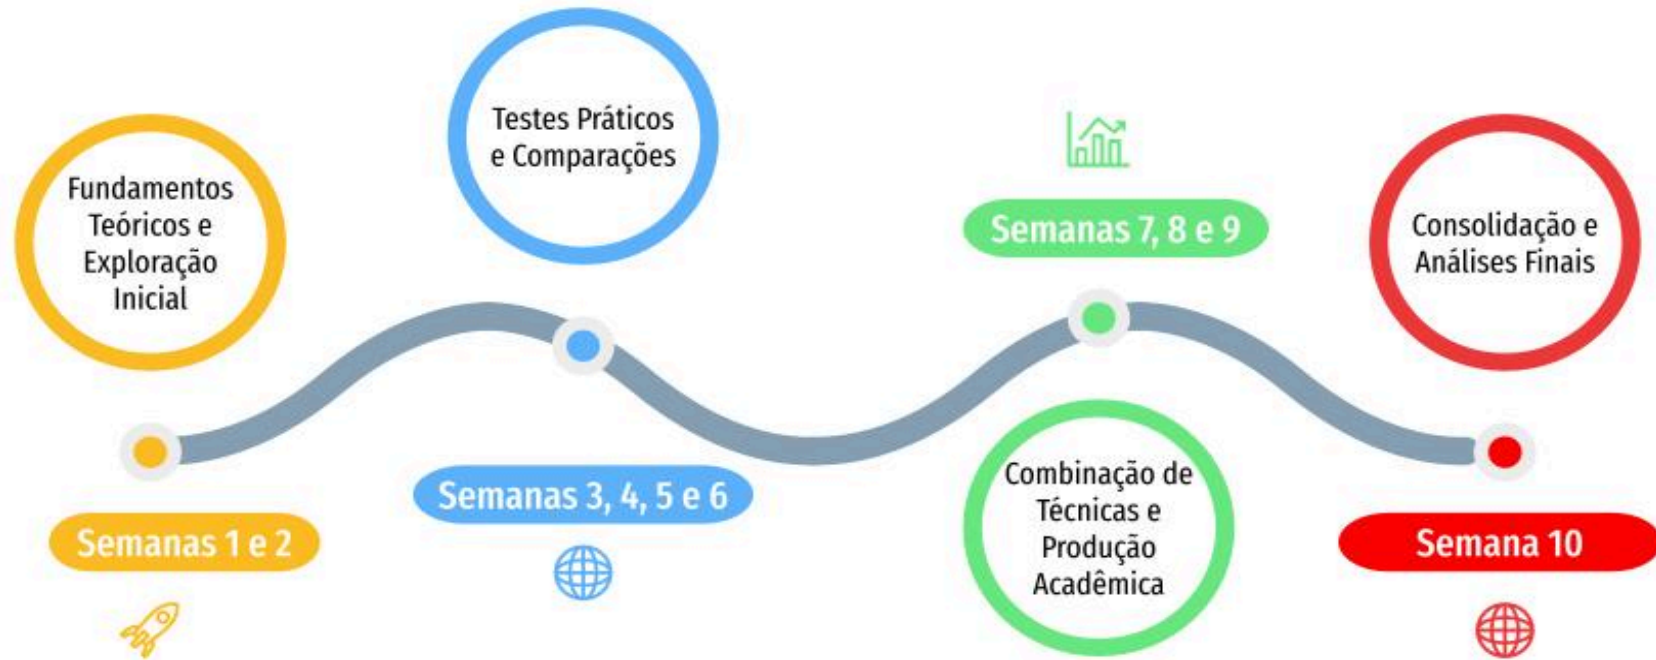 Fundamentos
Teóricos e
Exploração
Inicial
Semanas 1 e 2
Testes Práticos
e Comparações
Semanas 3, 4, 5 e 6
Semanas 7, 8 e 9
Combinação de
Técnicas e
Produção
Acadêmica
Consolidação e
Análises Finais
Semana 10